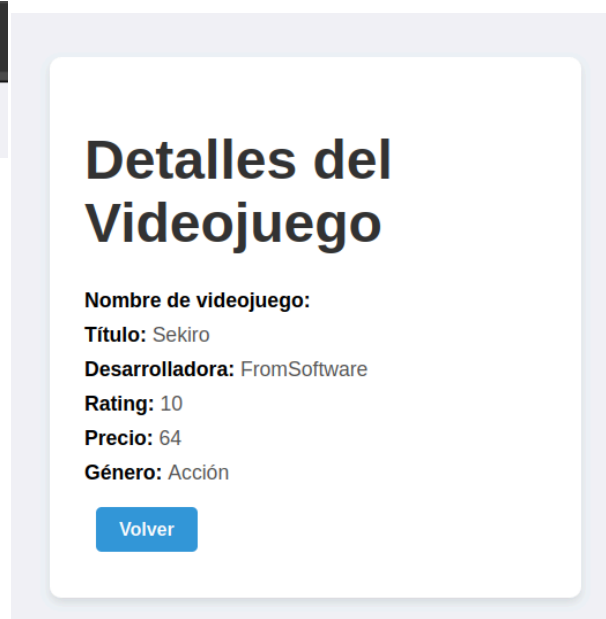 Detalles del
Videojuego
Nombre de videojuego:
Título: Sekiro
Desarrolladora: FromSoftware
Rating: 10
Precio: 64
Género: Acción
Volver